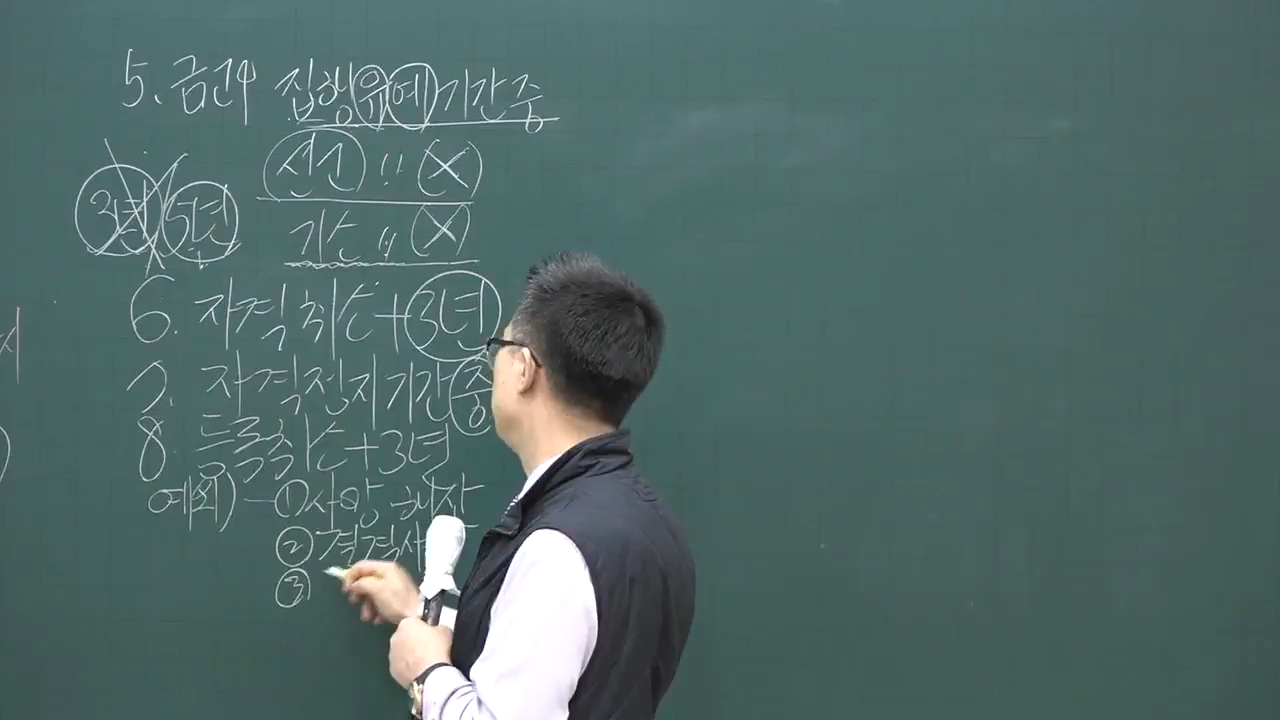 5. 금고 집행유예기간중
선고 〃 (X)
3년 5년 기소 〃 (X)
6. 자격취소+3년
7. 자격정지기간중
8. 등록취소+3년
예외) - ① 사망 해산
② 결격사
③